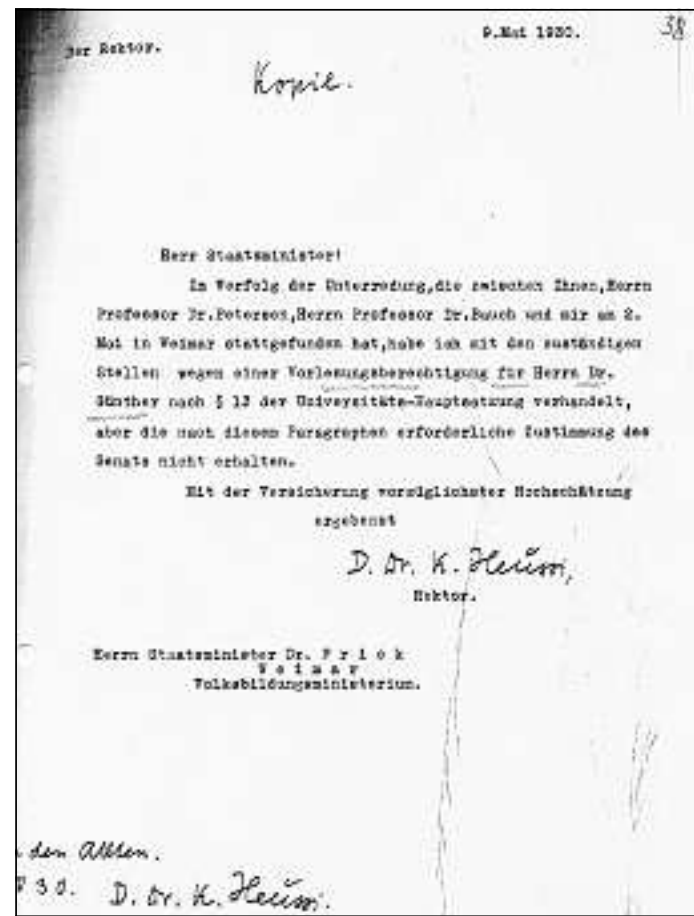 Der Rektor.
9.Mai 1930.
38
Kopie.
Herr Staatsminister!
Im Verfolg der Unterredung,die zwischen Ihnen,Herrn
Professor Dr.Petersen,Herrn Professor Dr.Bauch und mir am 2.
Mai in Weimar stattgefunden hat,habe ich mit den zuständigen
Stellen wegen einer Vorlesungsberechtigung für Herrn Dr.
Günther nach § 13 der Universitäts-Hauptsatzung verhandelt,
aber die nach diesem Paragraphen erforderliche Zustimmung des
Senats nicht erhalten.
Mit der Versicherung vorzüglichster Hochschätzung
ergebenst
D. Dr. K. Heussi,
Rektor.
Herrn Staatsminister Dr. F r i c k
W e i m a r
Volksbildungsministerium.
den Akten.
30. D. Dr. K. Heussi.